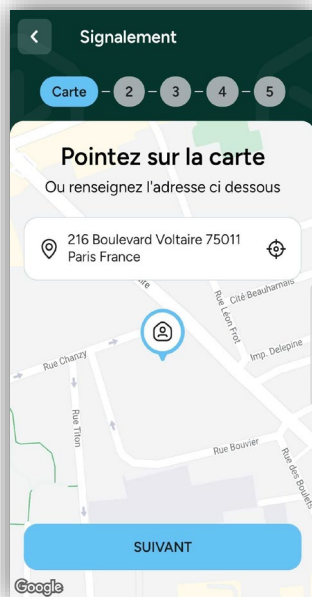 Signalement
Carte
2
3
4
5
Pointez sur la carte
Ou renseignez l'adresse ci dessous
216 Boulevard Voltaire 75011
Paris France
Cité Beauharnais
Rue Léon Frot
Imp. Delepine
Rue Chanzy
Rue Titon
Rue Bouvier
Rue des Boulets
SUIVANT
Google